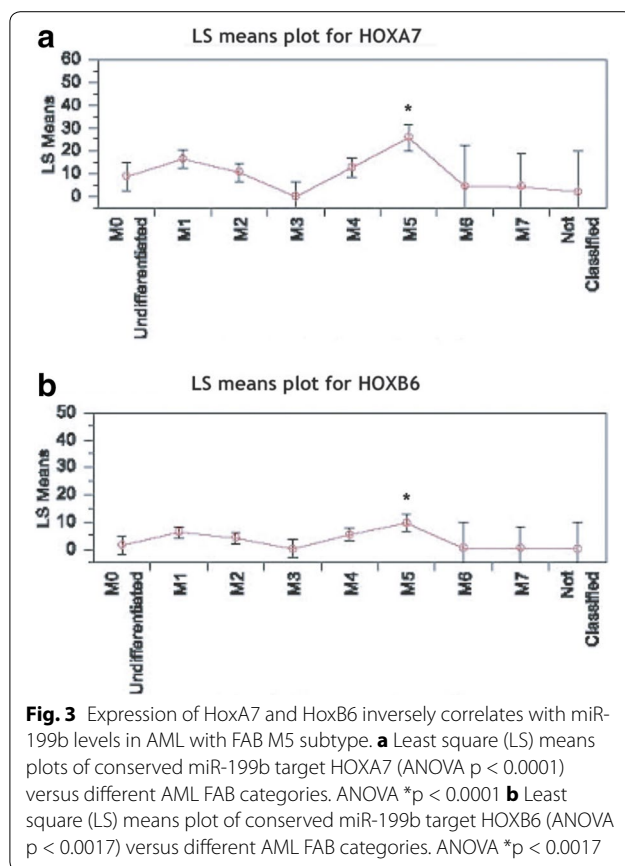 a
LS means plot for HOXA7
LS Means
60
50
40
30
20
10
0
M0
Undifferentiated
M1
M2
M3
M4
M5
M6
M7
Not
Classified
*
b
LS means plot for HOXB6
LS Means
50
40
30
20
10
0
M0
Undifferentiated
M1
M2
M3
M4
M5
M6
M7
Not
Classified
*
Fig. 3 Expression of HoxA7 and HoxB6 inversely correlates with miR-
199b levels in AML with FAB M5 subtype. a Least square (LS) means
plots of conserved miR-199b target HOXA7 (ANOVA p < 0.0001)
versus different AML FAB categories. ANOVA *p < 0.0001 b Least
square (LS) means plot of conserved miR-199b target HOXB6 (ANOVA
p < 0.0017) versus different AML FAB categories. ANOVA *p < 0.0017